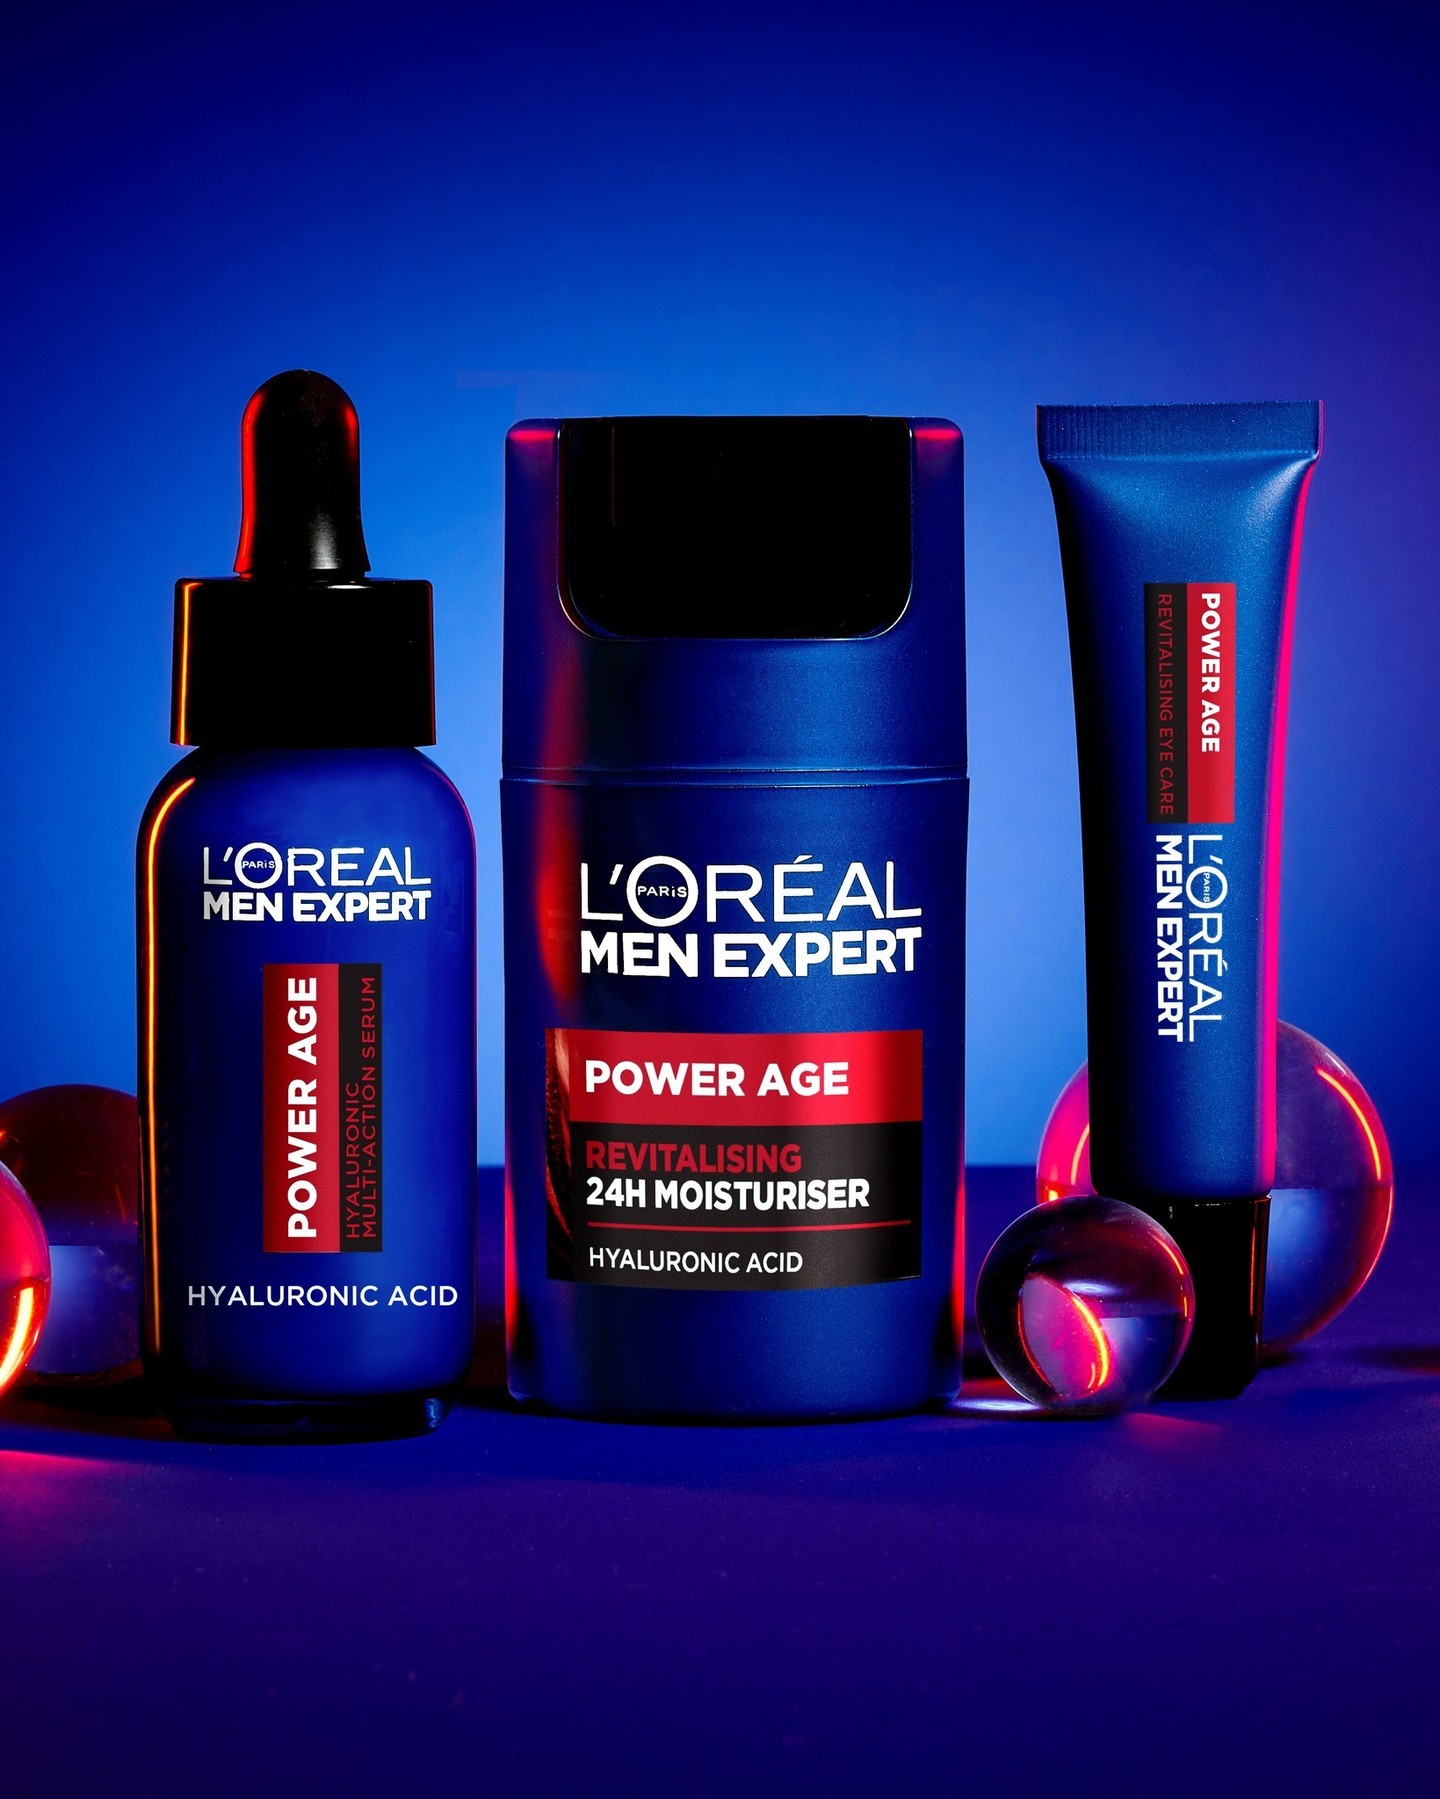 L'ORÉAL
PARIS
MEN EXPERT
POWER AGE
HYALURONIC
MULTI-ACTION SERUM
HYALURONIC ACID
L'ORÉAL
PARIS
MEN EXPERT
POWER AGE
REVITALISING
24H MOISTURISER
HYALURONIC ACID
POWER AGE
REVITALISING EYE CARE
L'ORÉAL
PARIS
MEN EXPERT